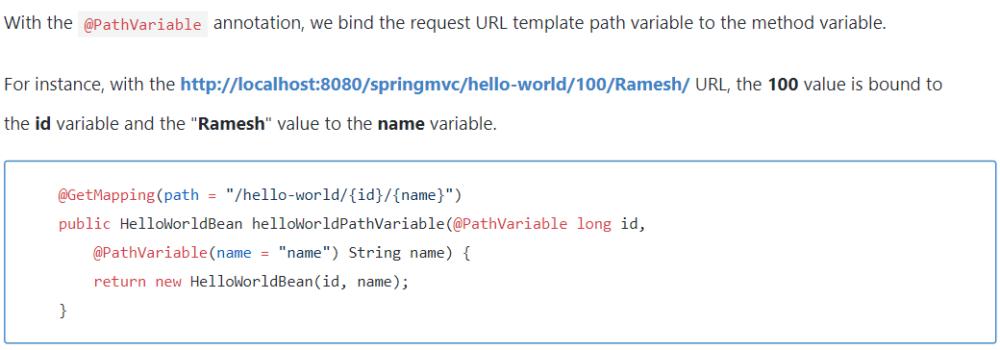 With the @PathVariable annotation, we bind the request URL template path variable to the method variable.
For instance, with the http://localhost:8080/springmvc/hello-world/100/Ramesh/ URL, the 100 value is bound to
the id variable and the "Ramesh" value to the name variable.
@GetMapping(path = "/hello-world/{id}/{name}")
public HelloWorldBean helloWorldPathVariable(@PathVariable long id,
@PathVariable(name = "name") String name) {
return new HelloWorldBean(id, name);
}